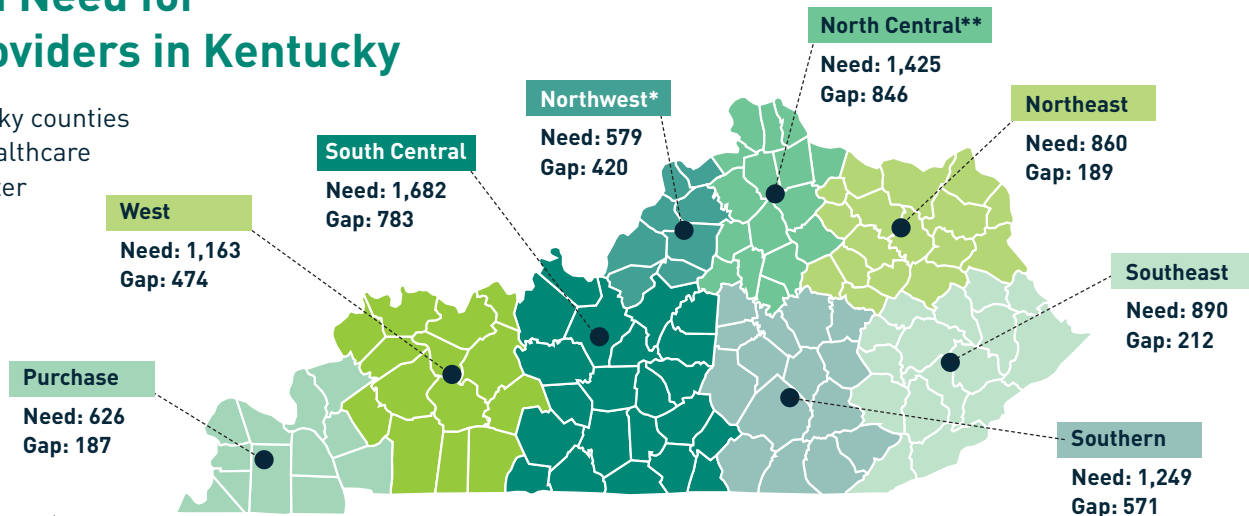 Need for
oviders in Kentucky
ky counties
althcare
ter
North Central**
Need: 1,425
Gap: 846
Northwest*
Need: 579
Gap: 420
Northeast
Need: 860
Gap: 189
South Central
Need: 1,682
Gap: 783
West
Need: 1,163
Gap: 474
Southeast
Need: 890
Gap: 212
Purchase
Need: 626
Gap: 187
Southern
Need: 1,249
Gap: 571